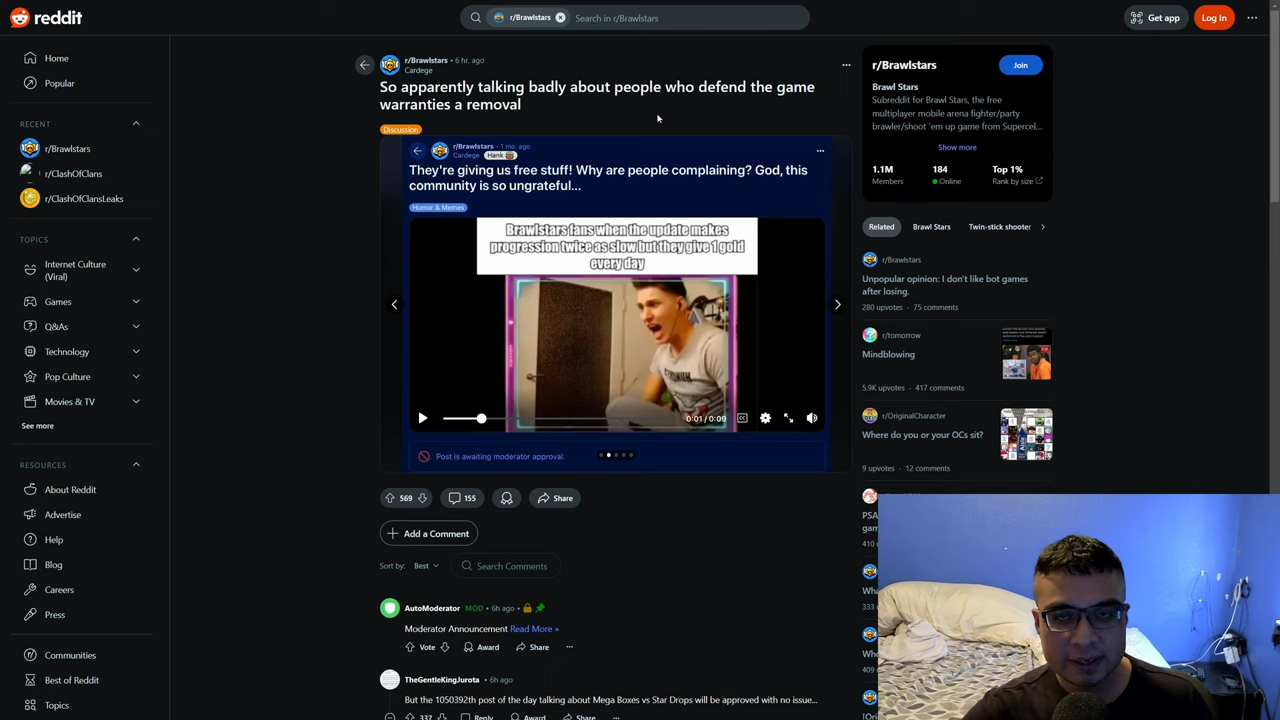 reddit
r/Brawlstars
Search in r/Brawlstars
Get app
Log In
Home
Popular
RECENT
r/Brawlstars
r/ClashOfClans
r/ClashOfClansLeaks
TOPICS
Internet Culture
(Viral)
Games
Q&As
Technology
Pop Culture
Movies & TV
See more
RESOURCES
About Reddit
Advertise
Help
Blog
Careers
Press
Communities
Best of Reddit
Topics
r/Brawlstars • 6 hr. ago
Cardege
So apparently talking badly about people who defend the game
warranties a removal
Discussion
r/Brawlstars • 1 mo. ago
Cardege Hank
They're giving us free stuff! Why are people complaining? God, this
community is so ungrateful...
Humor & Memes
Brawlstars fans when the update makes
progression twice as slow but they give 1 gold
every day
0:01 / 0:09
CC
Post is awaiting moderator approval.
569
155
Share
Add a Comment
Sort by: Best
Search Comments
AutoModerator MOD • 6h ago
Moderator Announcement Read More »
Vote
Award
Share
TheGentleKingJurota • 6h ago
But the 1050392th post of the day talking about Mega Boxes vs Star Drops will be approved with no issue...
337
Reply
Award
Share
r/Brawlstars
Join
Brawl Stars
Subreddit for Brawl Stars, the free
multiplayer mobile arena fighter/party
brawler/shoot 'em up game from Supercel...
Show more
1.1M
184
Top 1%
Members
Online
Rank by size
Related
Brawl Stars
Twin-stick shooter
r/Brawlstars
Unpopular opinion: I don't like bot games
after losing.
280 upvotes • 75 comments
r/tomorrow
Mindblowing
5.9K upvotes • 417 comments
r/OriginalCharacter
Where do you or your OCs sit?
9 upvotes • 12 comments
PSA
gam
410
333
409